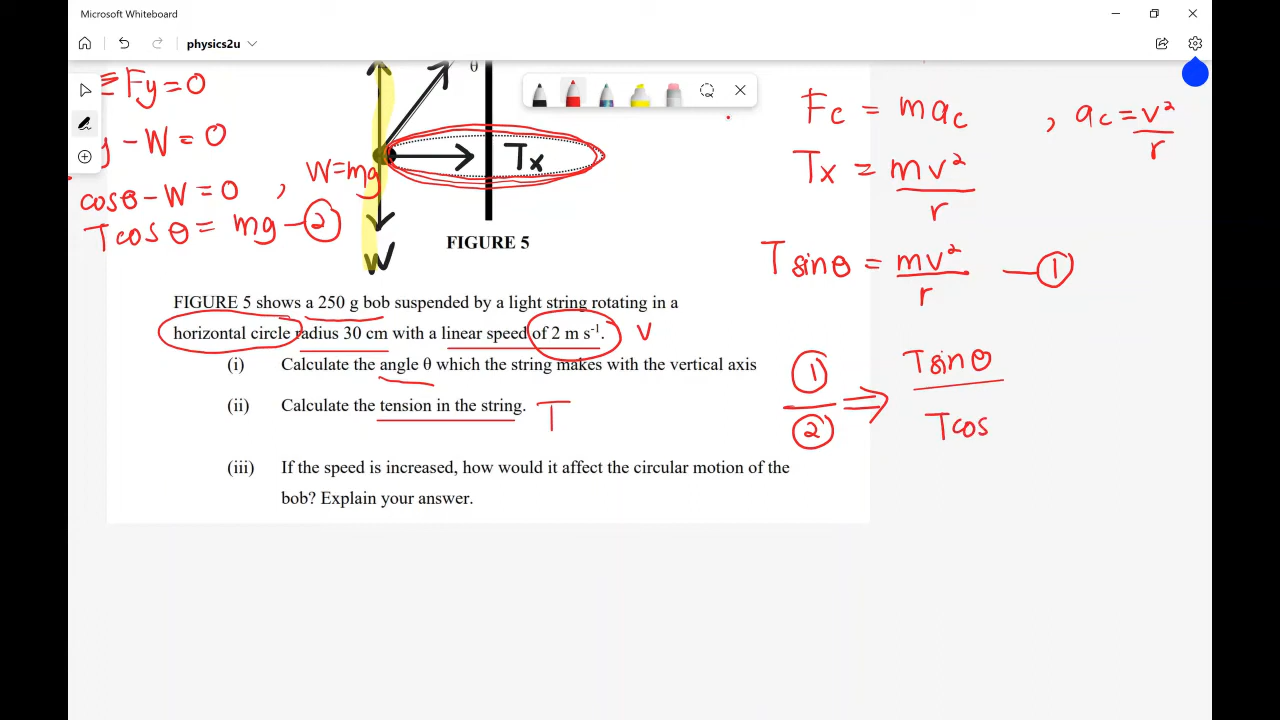 Microsoft Whiteboard
physics2u
Fy = 0
y - W = 0
cosθ - W = 0 , W = mg
T cos θ = mg - ②
θ
Tx
W
FIGURE 5
Fc = mac , ac = v²/r
Tx = mv²/r
T sinθ = mv²/r — ①
FIGURE 5 shows a 250 g bob suspended by a light string rotating in a
horizontal circle radius 30 cm with a linear speed of 2 m s⁻¹. v
(i) Calculate the angle θ which the string makes with the vertical axis
(ii) Calculate the tension in the string. T
(iii) If the speed is increased, how would it affect the circular motion of the
bob? Explain your answer.
①/② ⇒ T sinθ
T cos